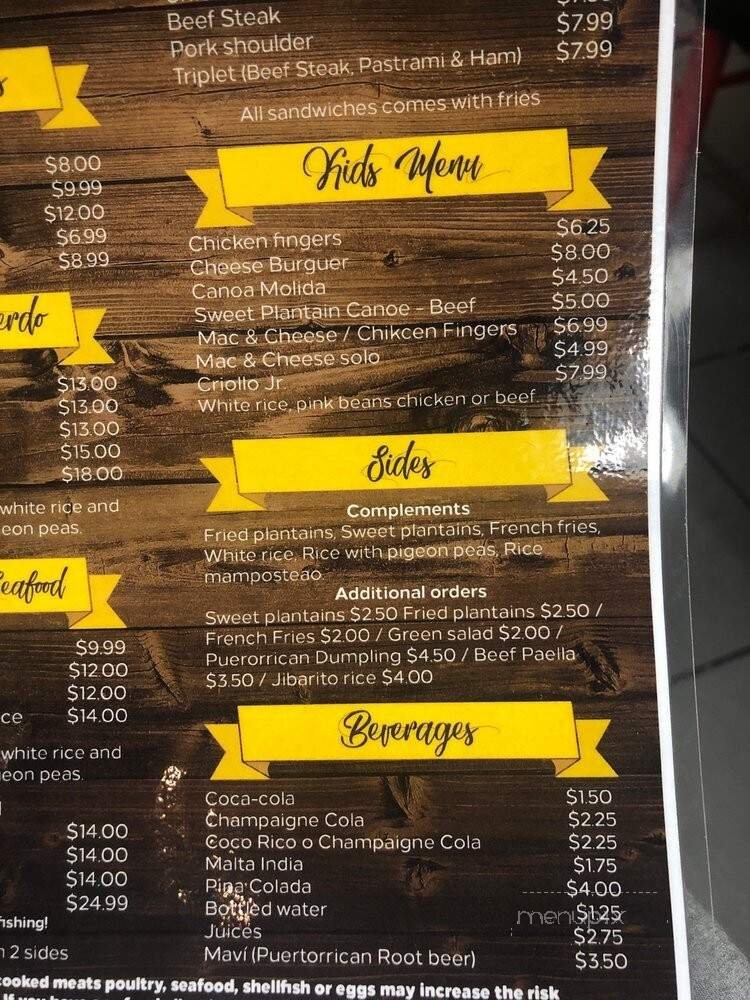 Beef Steak $7.99
Pork shoulder $7.99
Triplet (Beef Steak, Pastrami & Ham)
All sandwiches comes with fries
Kids Menu
Chicken fingers $6.25
Cheese Burguer $8.00
Canoa Molida $4.50
Sweet Plantain Canoe - Beef $5.00
Mac & Cheese / Chikcen Fingers $6.99
Mac & Cheese solo $4.99
Criollo Jr. $7.99
White rice, pink beans chicken or beef.
Sides
Complements
Fried plantains, Sweet plantains, French fries,
White rice, Rice with pigeon peas, Rice
mamposteao.
Additional orders
Sweet plantains $2.50 Fried plantains $2.50 /
French Fries $2.00 / Green salad $2.00 /
Puerorrican Dumpling $4.50 / Beef Paella
$3.50 / Jibarito rice $4.00
Beverages
Coca-cola $1.50
Champaigne Cola $2.25
Coco Rico o Champaigne Cola $2.25
Malta India $1.75
Pina Colada $4.00
Bottled water $1.25
Juices $2.75
Maví (Puertorrican Root beer) $3.50
$8.00
$9.99
$12.00
$6.99
$8.99
erdo
$13.00
$13.00
$13.00
$15.00
$18.00
white rice and
eon peas.
Seafood
$9.99
$12.00
$12.00
ce $14.00
white rice and
eon peas.
$14.00
$14.00
$14.00
$24.99
fishing!
2 sides
cooked meats poultry, seafood, shellfish or eggs may increase the risk
menupix